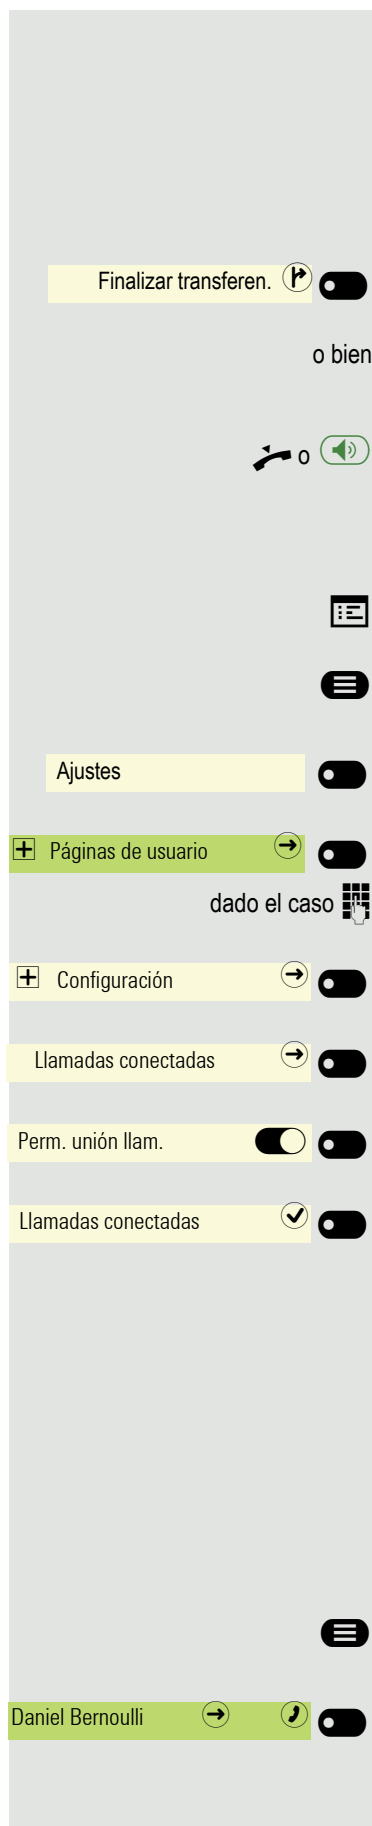 Finalizar transferen.
o bien
o
Ajustes
Páginas de usuario
dado el caso
Configuración
Llamadas conectadas
Perm. unión llam.
Llamadas conectadas
Daniel Bernoulli